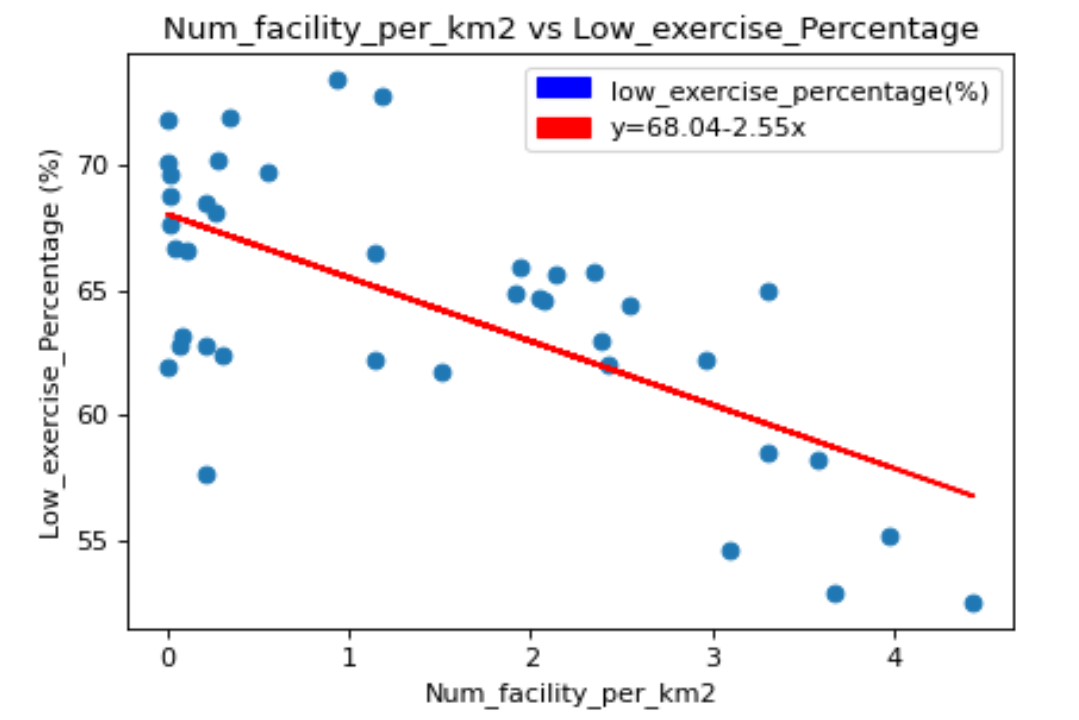 Num_facility_per_km2 vs Low_exercise_Percentage
low_exercise_percentage(%)
y=68.04-2.55x
Low_exercise_Percentage (%)
70
65
60
55
0 1 2 3 4
Num_facility_per_km2